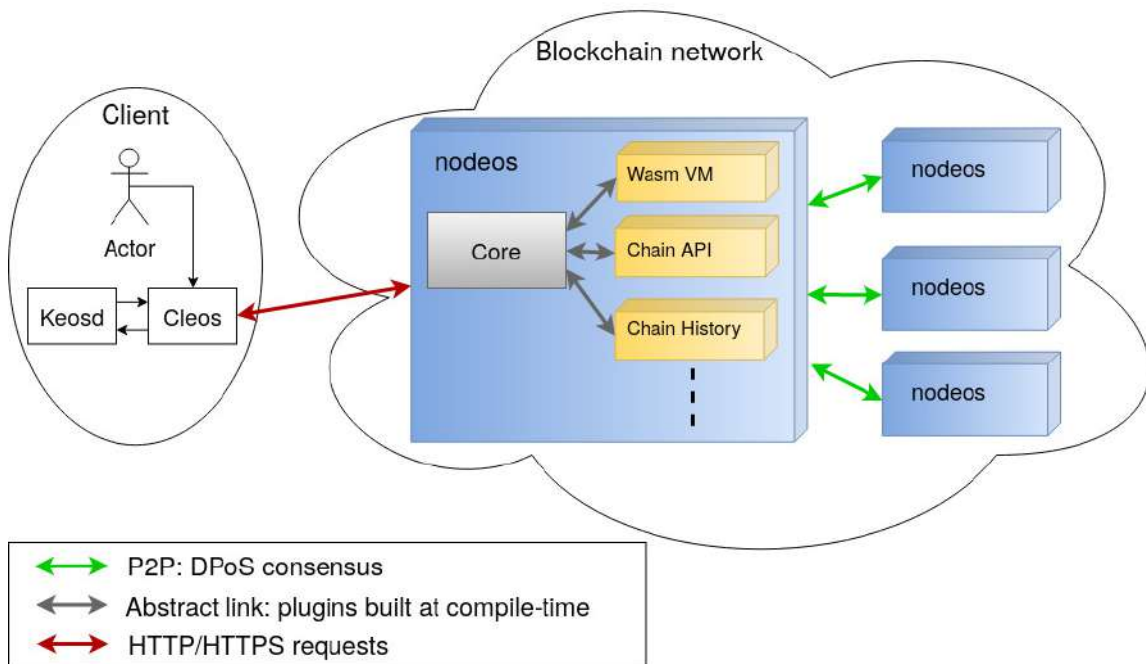 Blockchain network
Client
Actor
Keosd
Cleos
nodeos
Core
Wasm VM
Chain API
Chain History
nodeos
nodeos
nodeos
P2P: DPoS consensus
Abstract link: plugins built at compile-time
HTTP/HTTPS requests